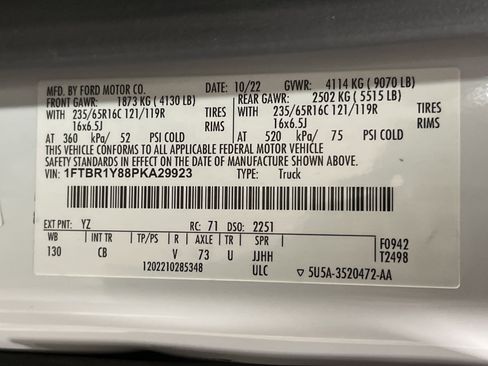 MFD. BY FORD MOTOR CO. DATE: 10/22 GVWR: 4114 KG ( 9070 LB)
FRONT GAWR: 1873 KG ( 4130 LB) REAR GAWR: 2502 KG ( 5515 LB)
WITH 235/65R16C 121/119R TIRES WITH 235/65R16C 121/119R TIRES
16x6.5J RIMS 16x6.5J RIMS
AT 360 kPa/ 52 PSI COLD AT 520 kPa/ 75 PSI COLD
THIS VEHICLE CONFORMS TO ALL APPLICABLE FEDERAL MOTOR VEHICLE
SAFETY STANDARDS IN EFFECT ON THE DATE OF MANUFACTURE SHOWN ABOVE.
VIN: 1FTBR1Y88PKA29923 TYPE: Truck
EXT PNT: YZ RC: 71 DSO: 2251
WB INT TR TP/PS R AXLE TR SPR F0942
130 CB V 73 U JJHH T2498
1202210285348 ULC ▽ 5U5A-3520472-AA